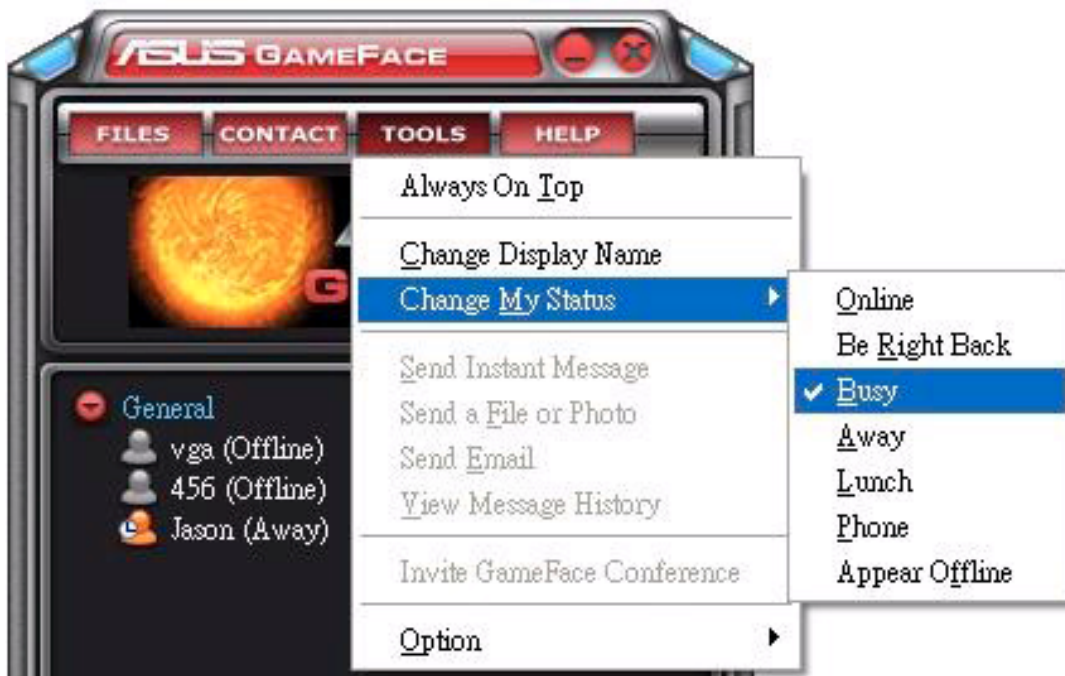 ASUS GAMEFACE
FILES
CONTACT
TOOLS
HELP
G
Always On Top
Change Display Name
Change My Status
Send Instant Message
Send a File or Photo
Send Email
View Message History
Invite GameFace Conference
Option
Online
Be Right Back
Busy
Away
Lunch
Phone
Appear Offline
General
vga (Offline)
456 (Offline)
Jason (Away)